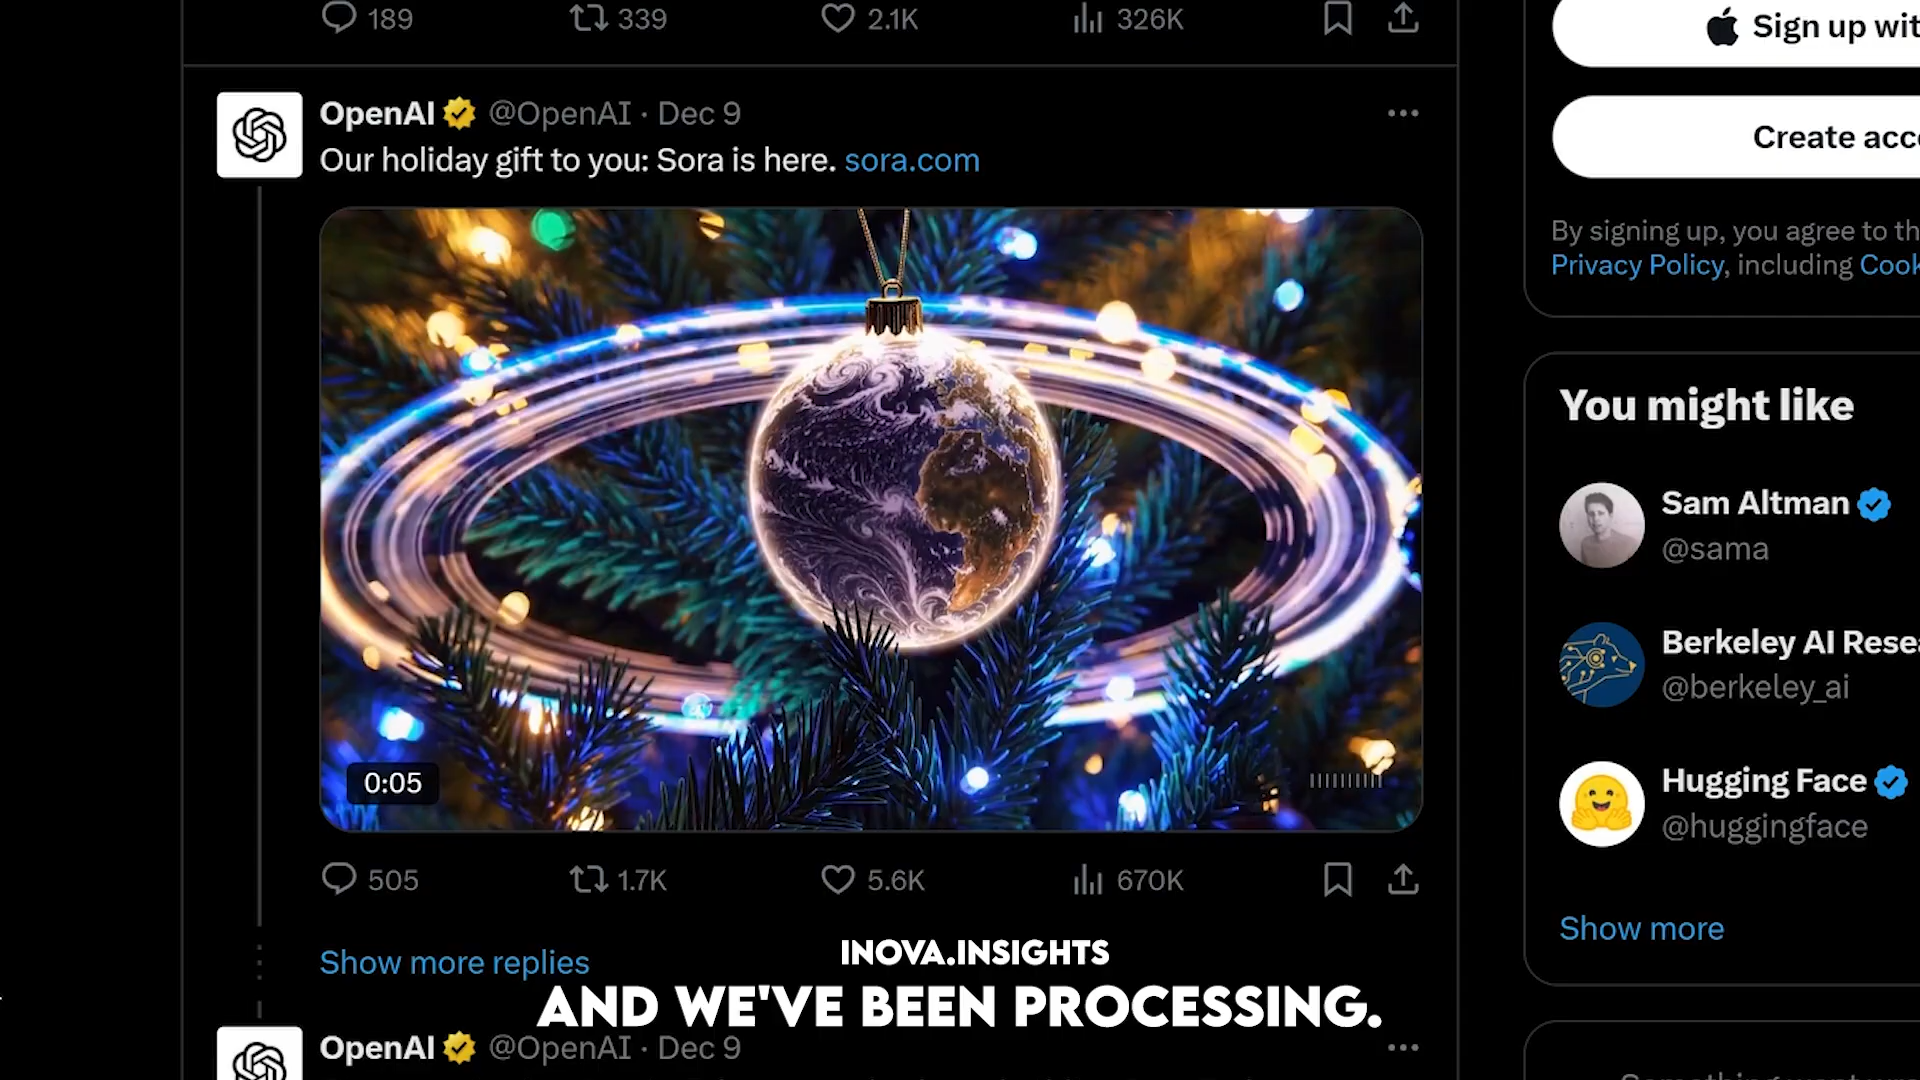 189 339 2.1K 326K
Sign up wit
OpenAI @OpenAI · Dec 9
Our holiday gift to you: Sora is here. sora.com
Create acco
By signing up, you agree to th
Privacy Policy, including Cook
0:05
505 1.7K 5.6K 670K
Show more replies
You might like
Sam Altman
@sama
Berkeley AI Resea
@berkeley_ai
Hugging Face
@huggingface
Show more
INOVA.INSIGHTS
AND WE'VE BEEN PROCESSING.
OpenAI @OpenAI · Dec 9